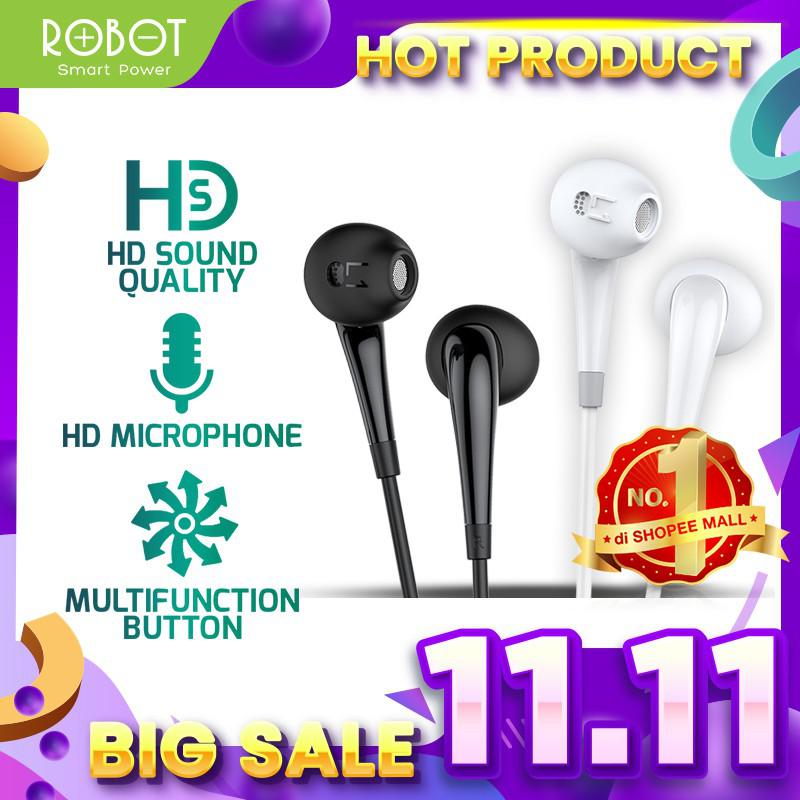 ROBOT
Smart Power
HOT PRODUCT
HD S
HD SOUND
QUALITY
HD MICROPHONE
MULTIFUNCTION
BUTTON
NO. 1
di SHOPEE MALL
BIG SALE 11.11